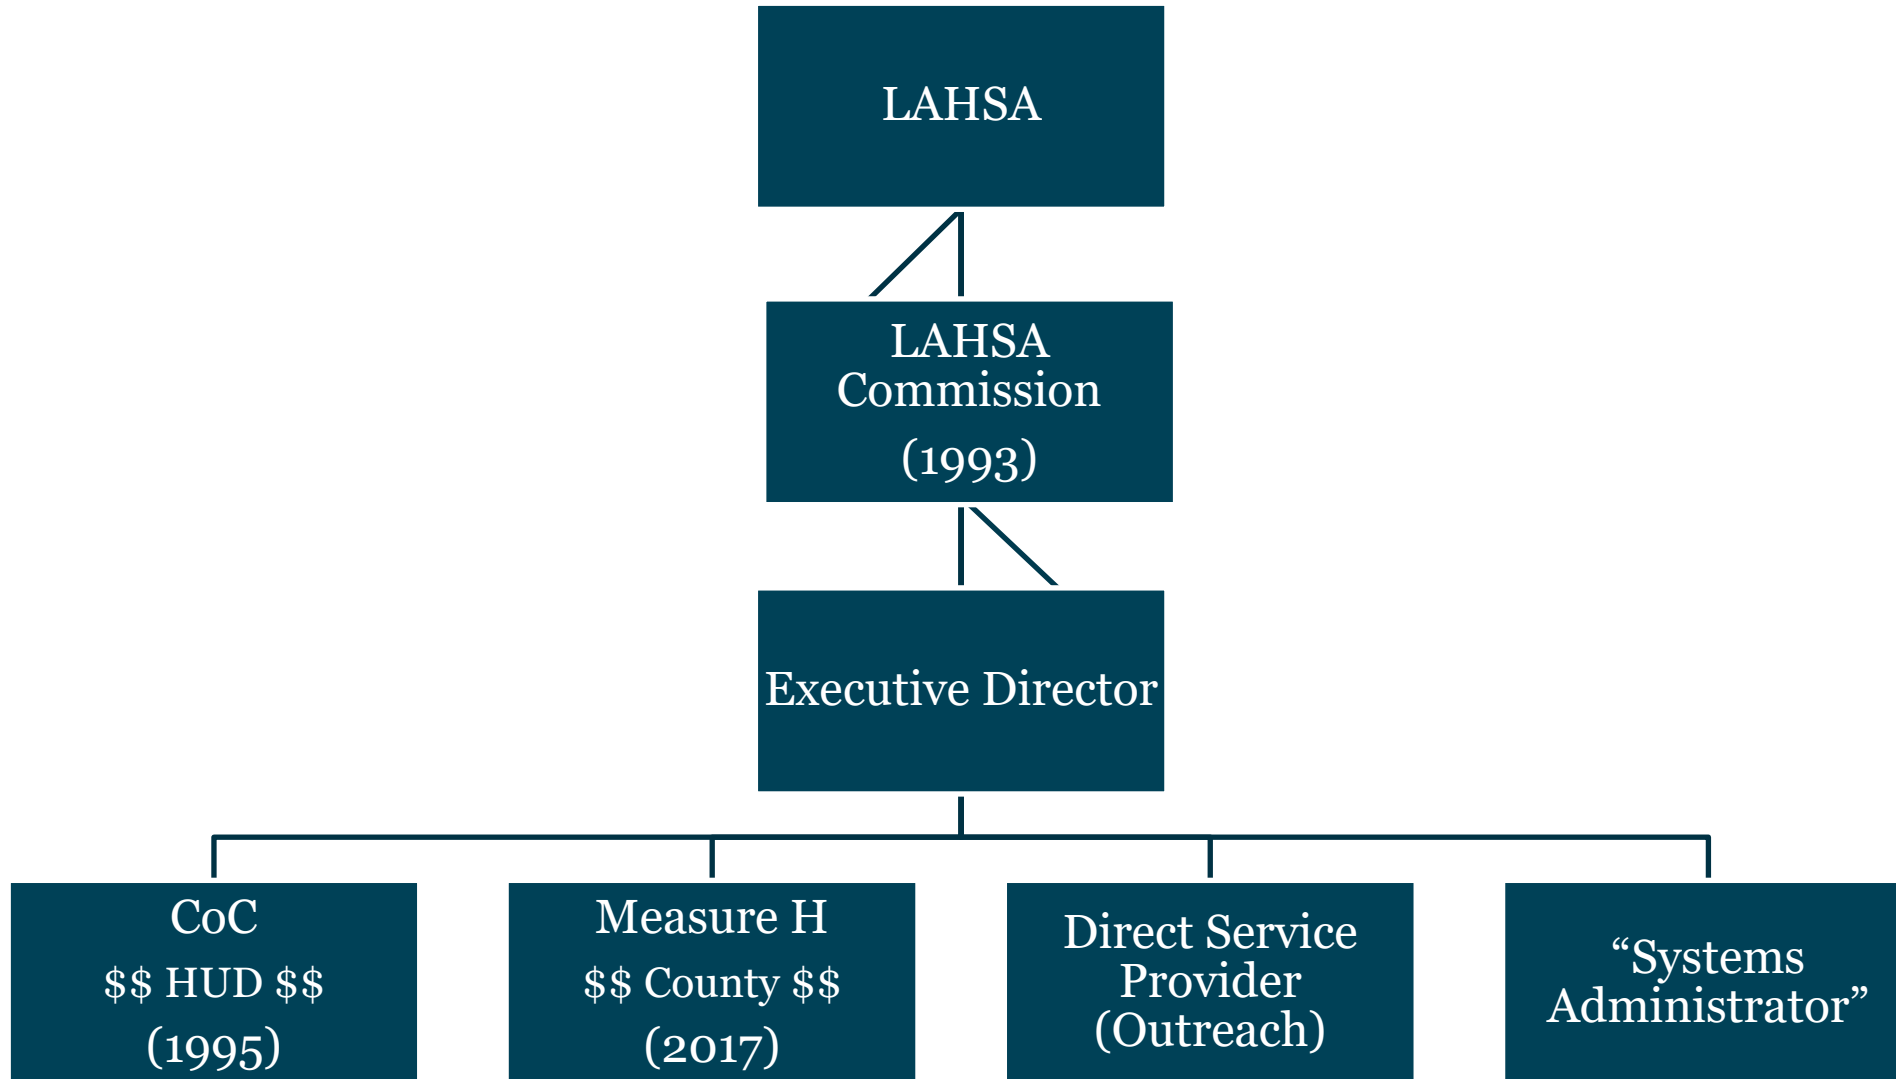 LAHSA
LAHSA
Commission
(1993)
Executive Director
CoC
$$ HUD $$
(1995)
Measure H
$$ County $$
(2017)
Direct Service
Provider
(Outreach)
“Systems
Administrator”